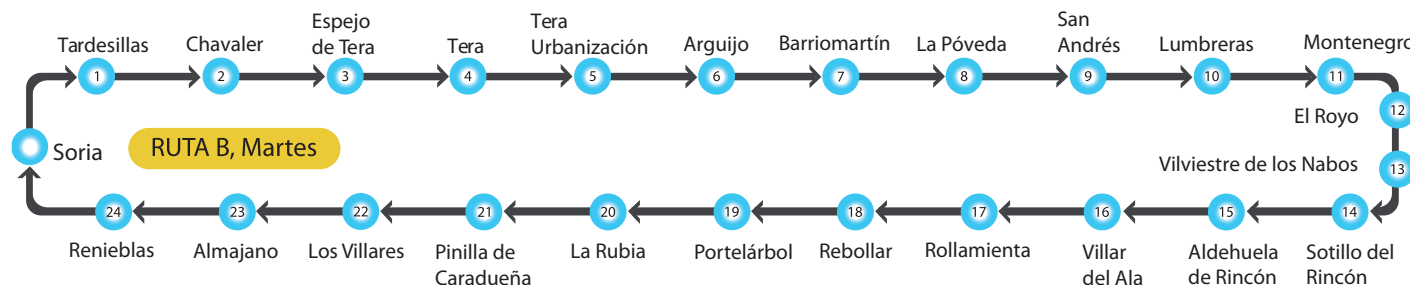 Tardesillas
Chavaler
Espejo
de Tera
Tera
Tera
Urbanización
Arguijo
Barriomartín
La Póveda
San
Andrés
Lumbreras
Montenegro
1
2
3
4
5
6
7
8
9
10
11
12
El Royo
Soria
RUTA B, Martes
Vilviestre de los Nabos
13
24
23
22
21
20
19
18
17
16
15
14
Renieblas
Almajano
Los Villares
Pinilla de
Caradueña
La Rubia
Portelárbol
Rebollar
Rollamienta
Villar
del Ala
Aldehuela
de Rincón
Sotillo del
Rincón